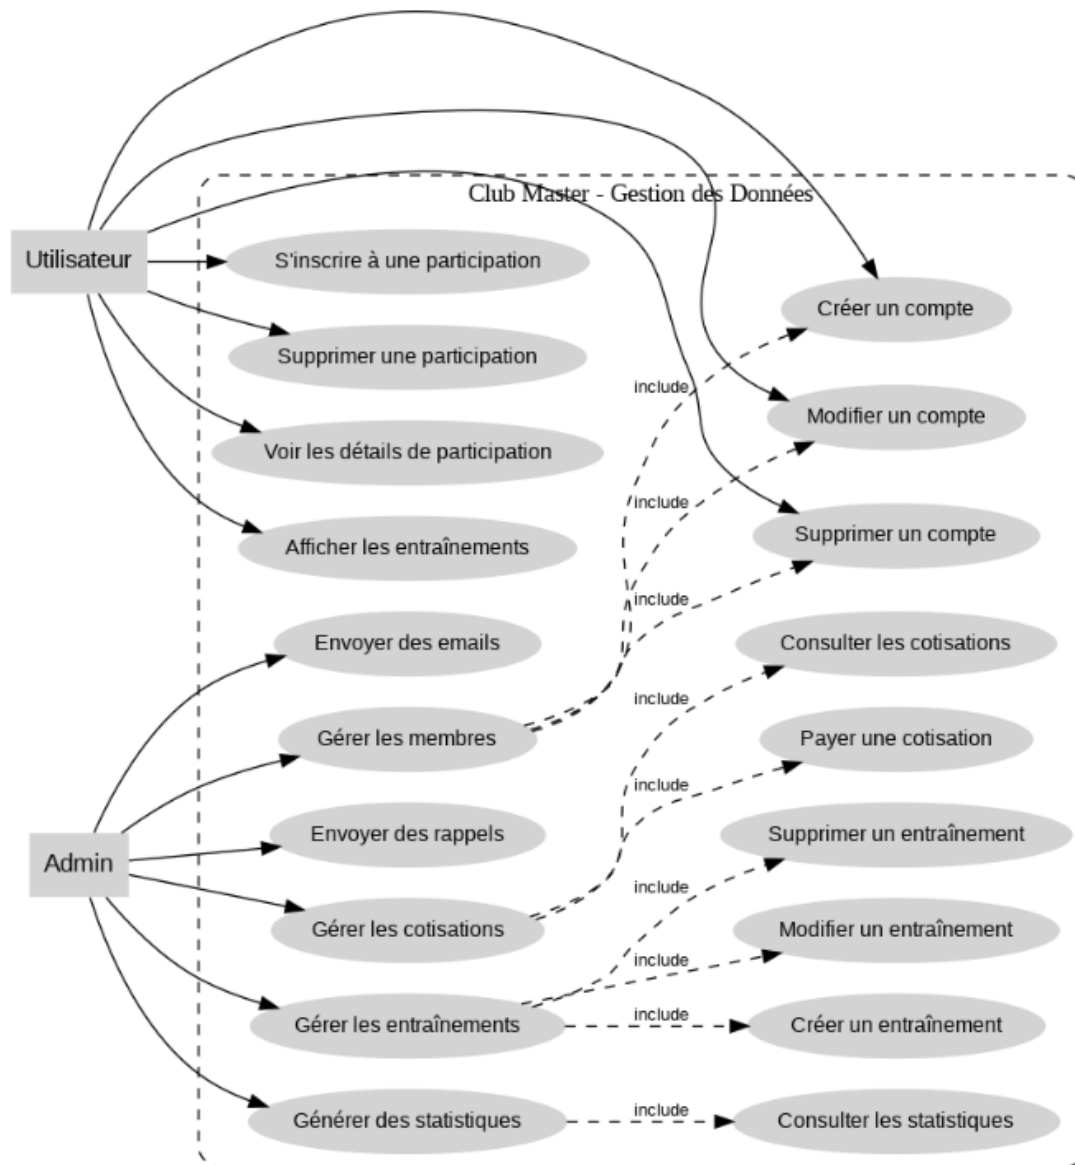 Club Master - Gestion des Données
Utilisateur
S'inscrire à une participation
Créer un compte
Supprimer une participation
include
Modifier un compte
Voir les détails de participation
include
Supprimer un compte
Afficher les entraînements
include
Envoyer des emails
Consulter les cotisations
include
Gérer les membres
Payer une cotisation
include
Envoyer des rappels
Supprimer un entraînement
Admin
include
Gérer les cotisations
Modifier un entraînement
include
include
Gérer les entraînements
Créer un entraînement
include
Générer des statistiques
Consulter les statistiques